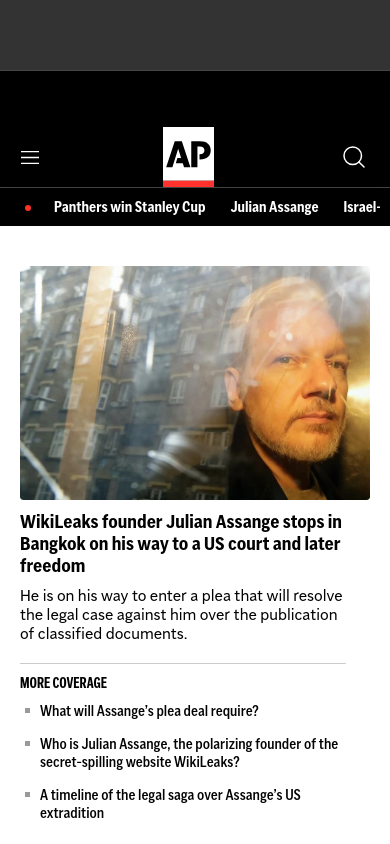 AP
Panthers win Stanley Cup Julian Assange Israel-
WikiLeaks founder Julian Assange stops in
Bangkok on his way to a US court and later
freedom
He is on his way to enter a plea that will resolve
the legal case against him over the publication
of classified documents.
MORE COVERAGE
What will Assange’s plea deal require?
Who is Julian Assange, the polarizing founder of the
secret-spilling website WikiLeaks?
A timeline of the legal saga over Assange’s US
extradition